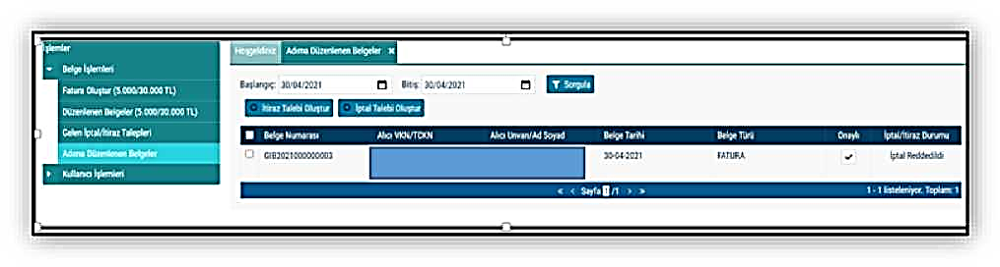 İşlemler
Hoşgeldiniz Adıma Düzenlenen Belgeler ×
Belge İşlemleri
Fatura Oluştur (5.000/30.000 TL)
Düzenlenen Belgeler (5.000/30.000 TL)
Gelen İptal/İtiraz Talepleri
Adıma Düzenlenen Belgeler
Kullanıcı İşlemleri
Başlangıç: 30/04/2021 Bitiş: 30/04/2021 Sorgula
İtiraz Talebi Oluştur İptal Talebi Oluştur
Belge Numarası Alıcı VKN/TCKN Alıcı Unvan/Ad Soyad Belge Tarihi Belge Türü Onaylı İptal/İtiraz Durumu
GIB2021000000003 30-04-2021 FATURA İptal Reddedildi
« < Sayfa 1 /1 > » 1 - 1 listeleniyor. Toplam: 1